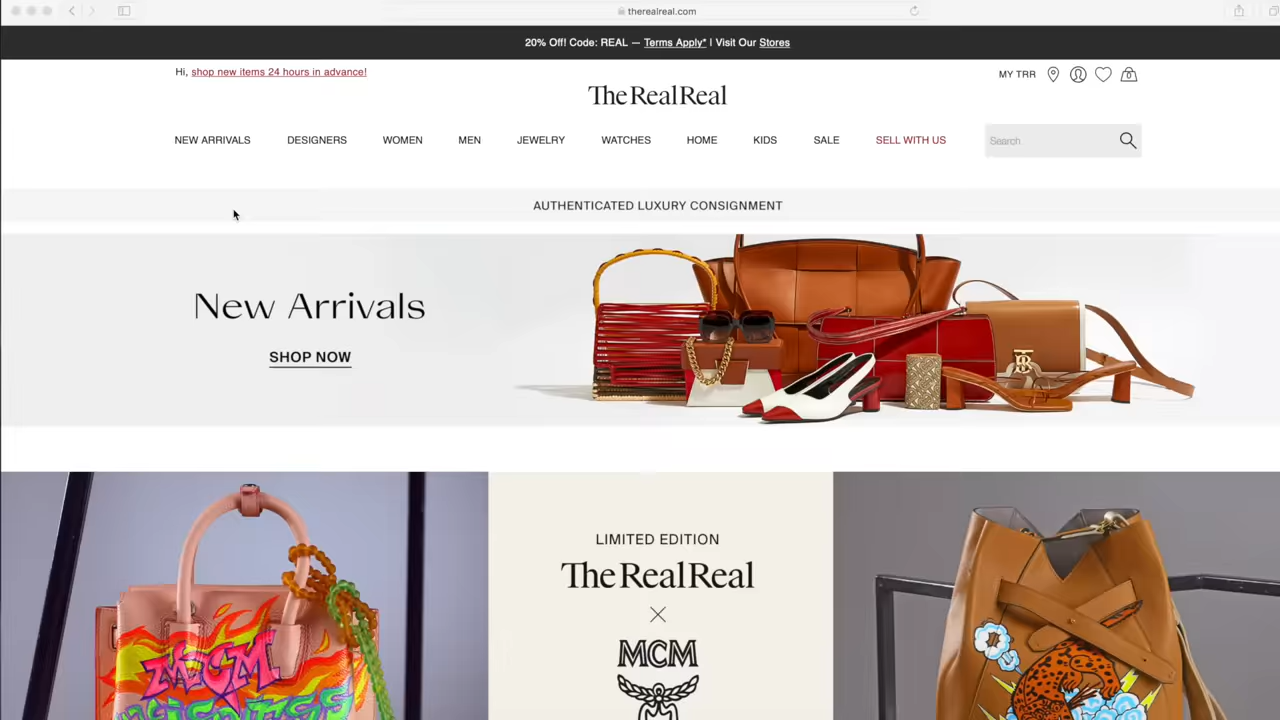 therealreal.com
20% Off! Code: REAL — Terms Apply* | Visit Our Stores
Hi, shop new items 24 hours in advance!
MY TRR
0
The RealReal
NEW ARRIVALS DESIGNERS WOMEN MEN JEWELRY WATCHES HOME KIDS SALE SELL WITH US Search
AUTHENTICATED LUXURY CONSIGNMENT
New Arrivals
SHOP NOW
LIMITED EDITION
The RealReal
MCM
MCM